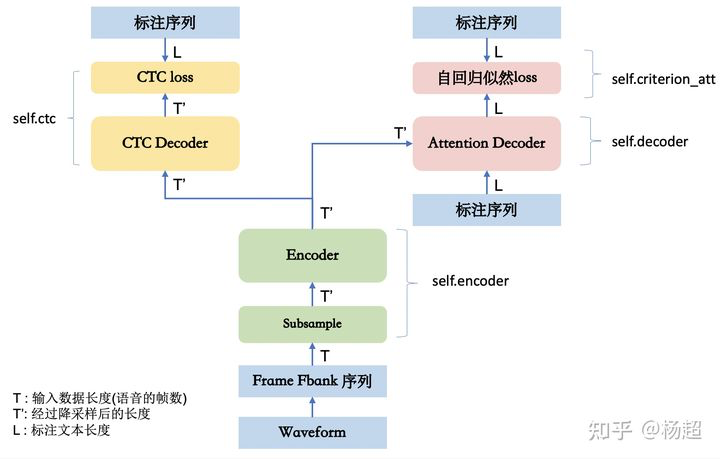 标注序列
标注序列
L
L
CTC loss
自回归似然loss
self.criterion_att
T'
L
self.ctc
T'
CTC Decoder
Attention Decoder
self.decoder
T'
L
T'
标注序列
Encoder
self.encoder
T'
Subsample
T
Frame Fbank 序列
Waveform
T : 输入数据长度(语音的帧数)
T': 经过降采样后的长度
L : 标注文本长度
知乎 @杨超